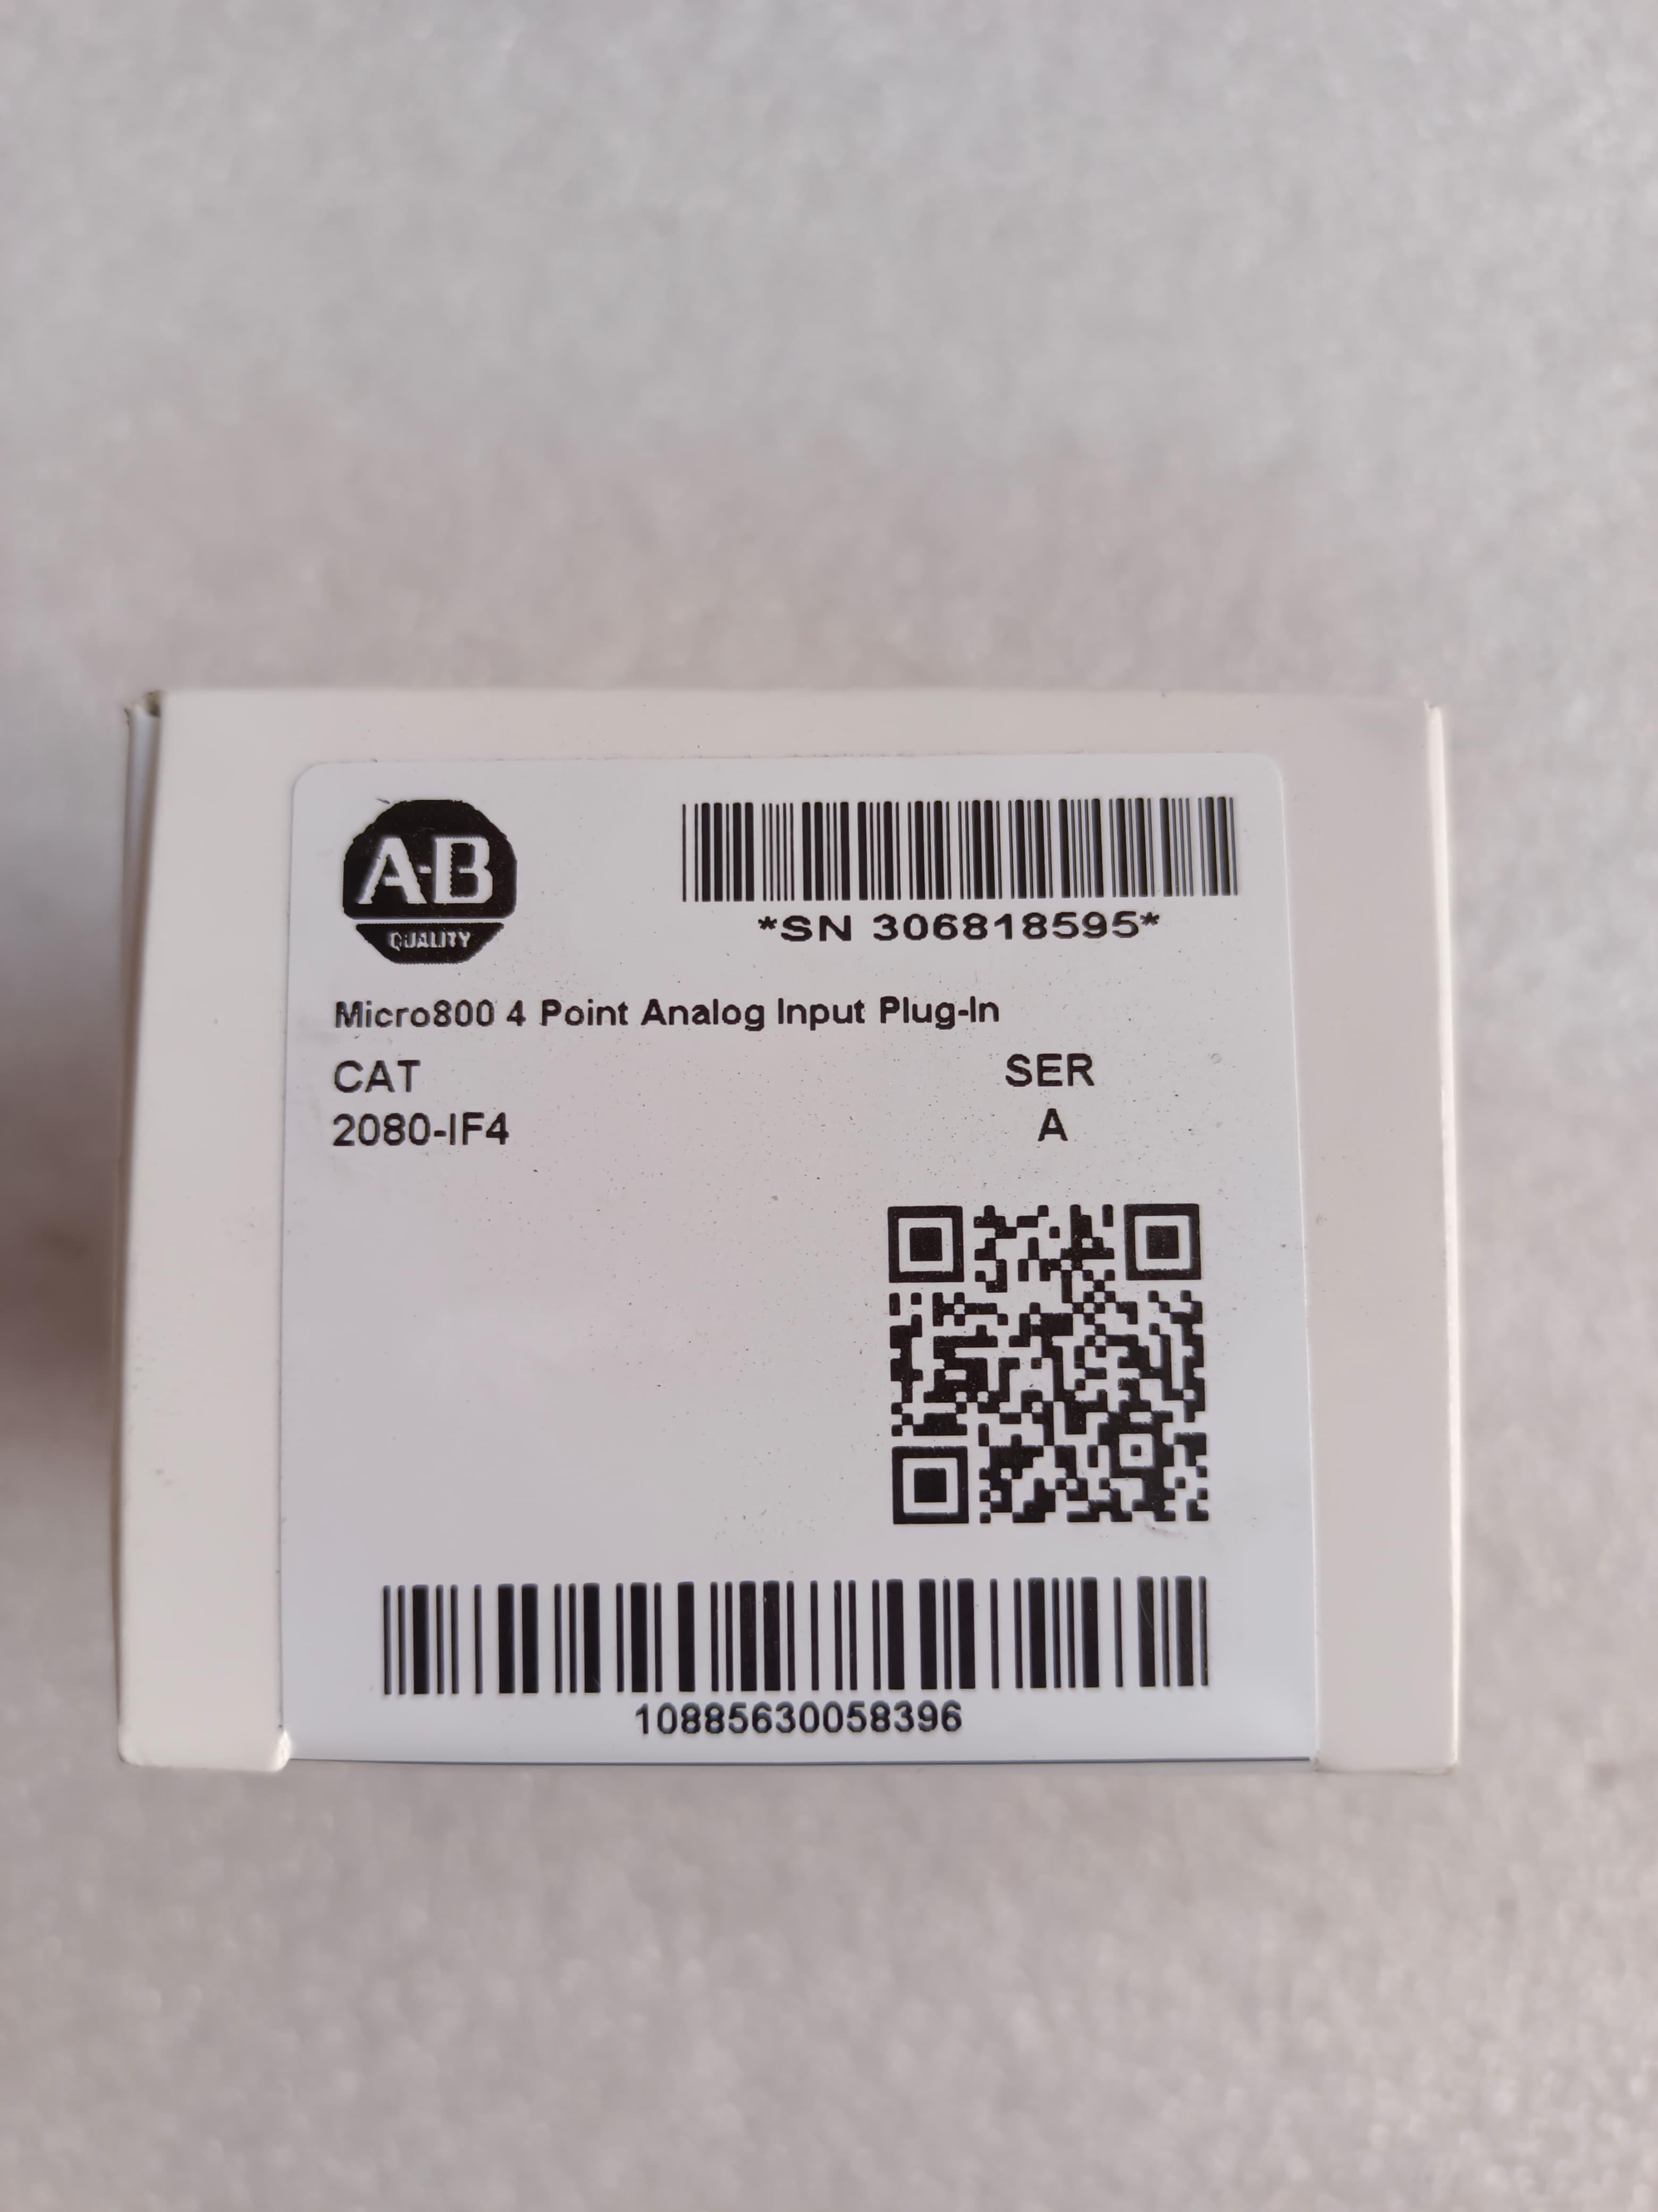 A-B
QUALITY
*SN 306818595*
Micro800 4 Point Analog Input Plug-In
CAT
2080-IF4
SER
A
10885630058396